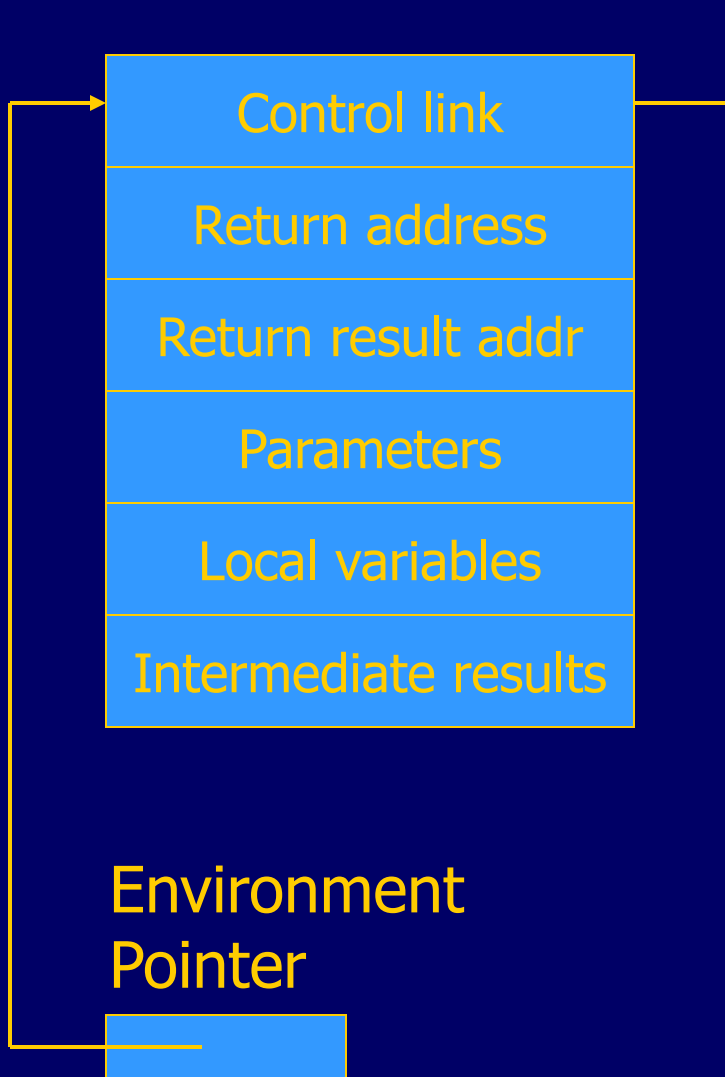 Control link
Return address
Return result addr
Parameters
Local variables
Intermediate results
Environment
Pointer